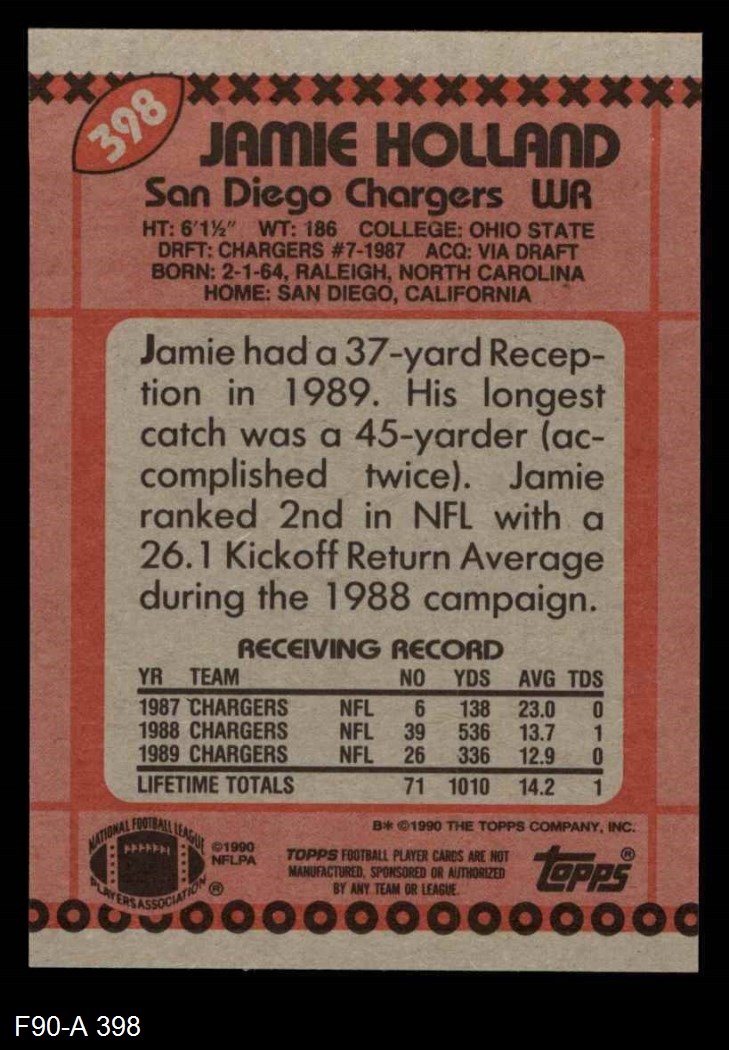 398
JAMIE HOLLAND
San Diego Chargers WR
HT: 6'1½" WT: 186 COLLEGE: OHIO STATE
DRFT: CHARGERS #7-1987 ACQ: VIA DRAFT
BORN: 2-1-64, RALEIGH, NORTH CAROLINA
HOME: SAN DIEGO, CALIFORNIA
Jamie had a 37-yard Recep-
tion in 1989. His longest
catch was a 45-yarder (ac-
complished twice). Jamie
ranked 2nd in NFL with a
26.1 Kickoff Return Average
during the 1988 campaign.
RECEIVING RECORD
YR TEAM NO YDS AVG TDS
1987 CHARGERS NFL 6 138 23.0 0
1988 CHARGERS NFL 39 536 13.7 1
1989 CHARGERS NFL 26 336 12.9 0
LIFETIME TOTALS 71 1010 14.2 1
B* ©1990 THE TOPPS COMPANY, INC.
NATIONAL FOOTBALL LEAGUE
PLAYERS ASSOCIATION ®
©1990
NFLPA
TOPPS FOOTBALL PLAYER CARDS ARE NOT
MANUFACTURED, SPONSORED OR AUTHORIZED
BY ANY TEAM OR LEAGUE.
topps®
F90-A 398